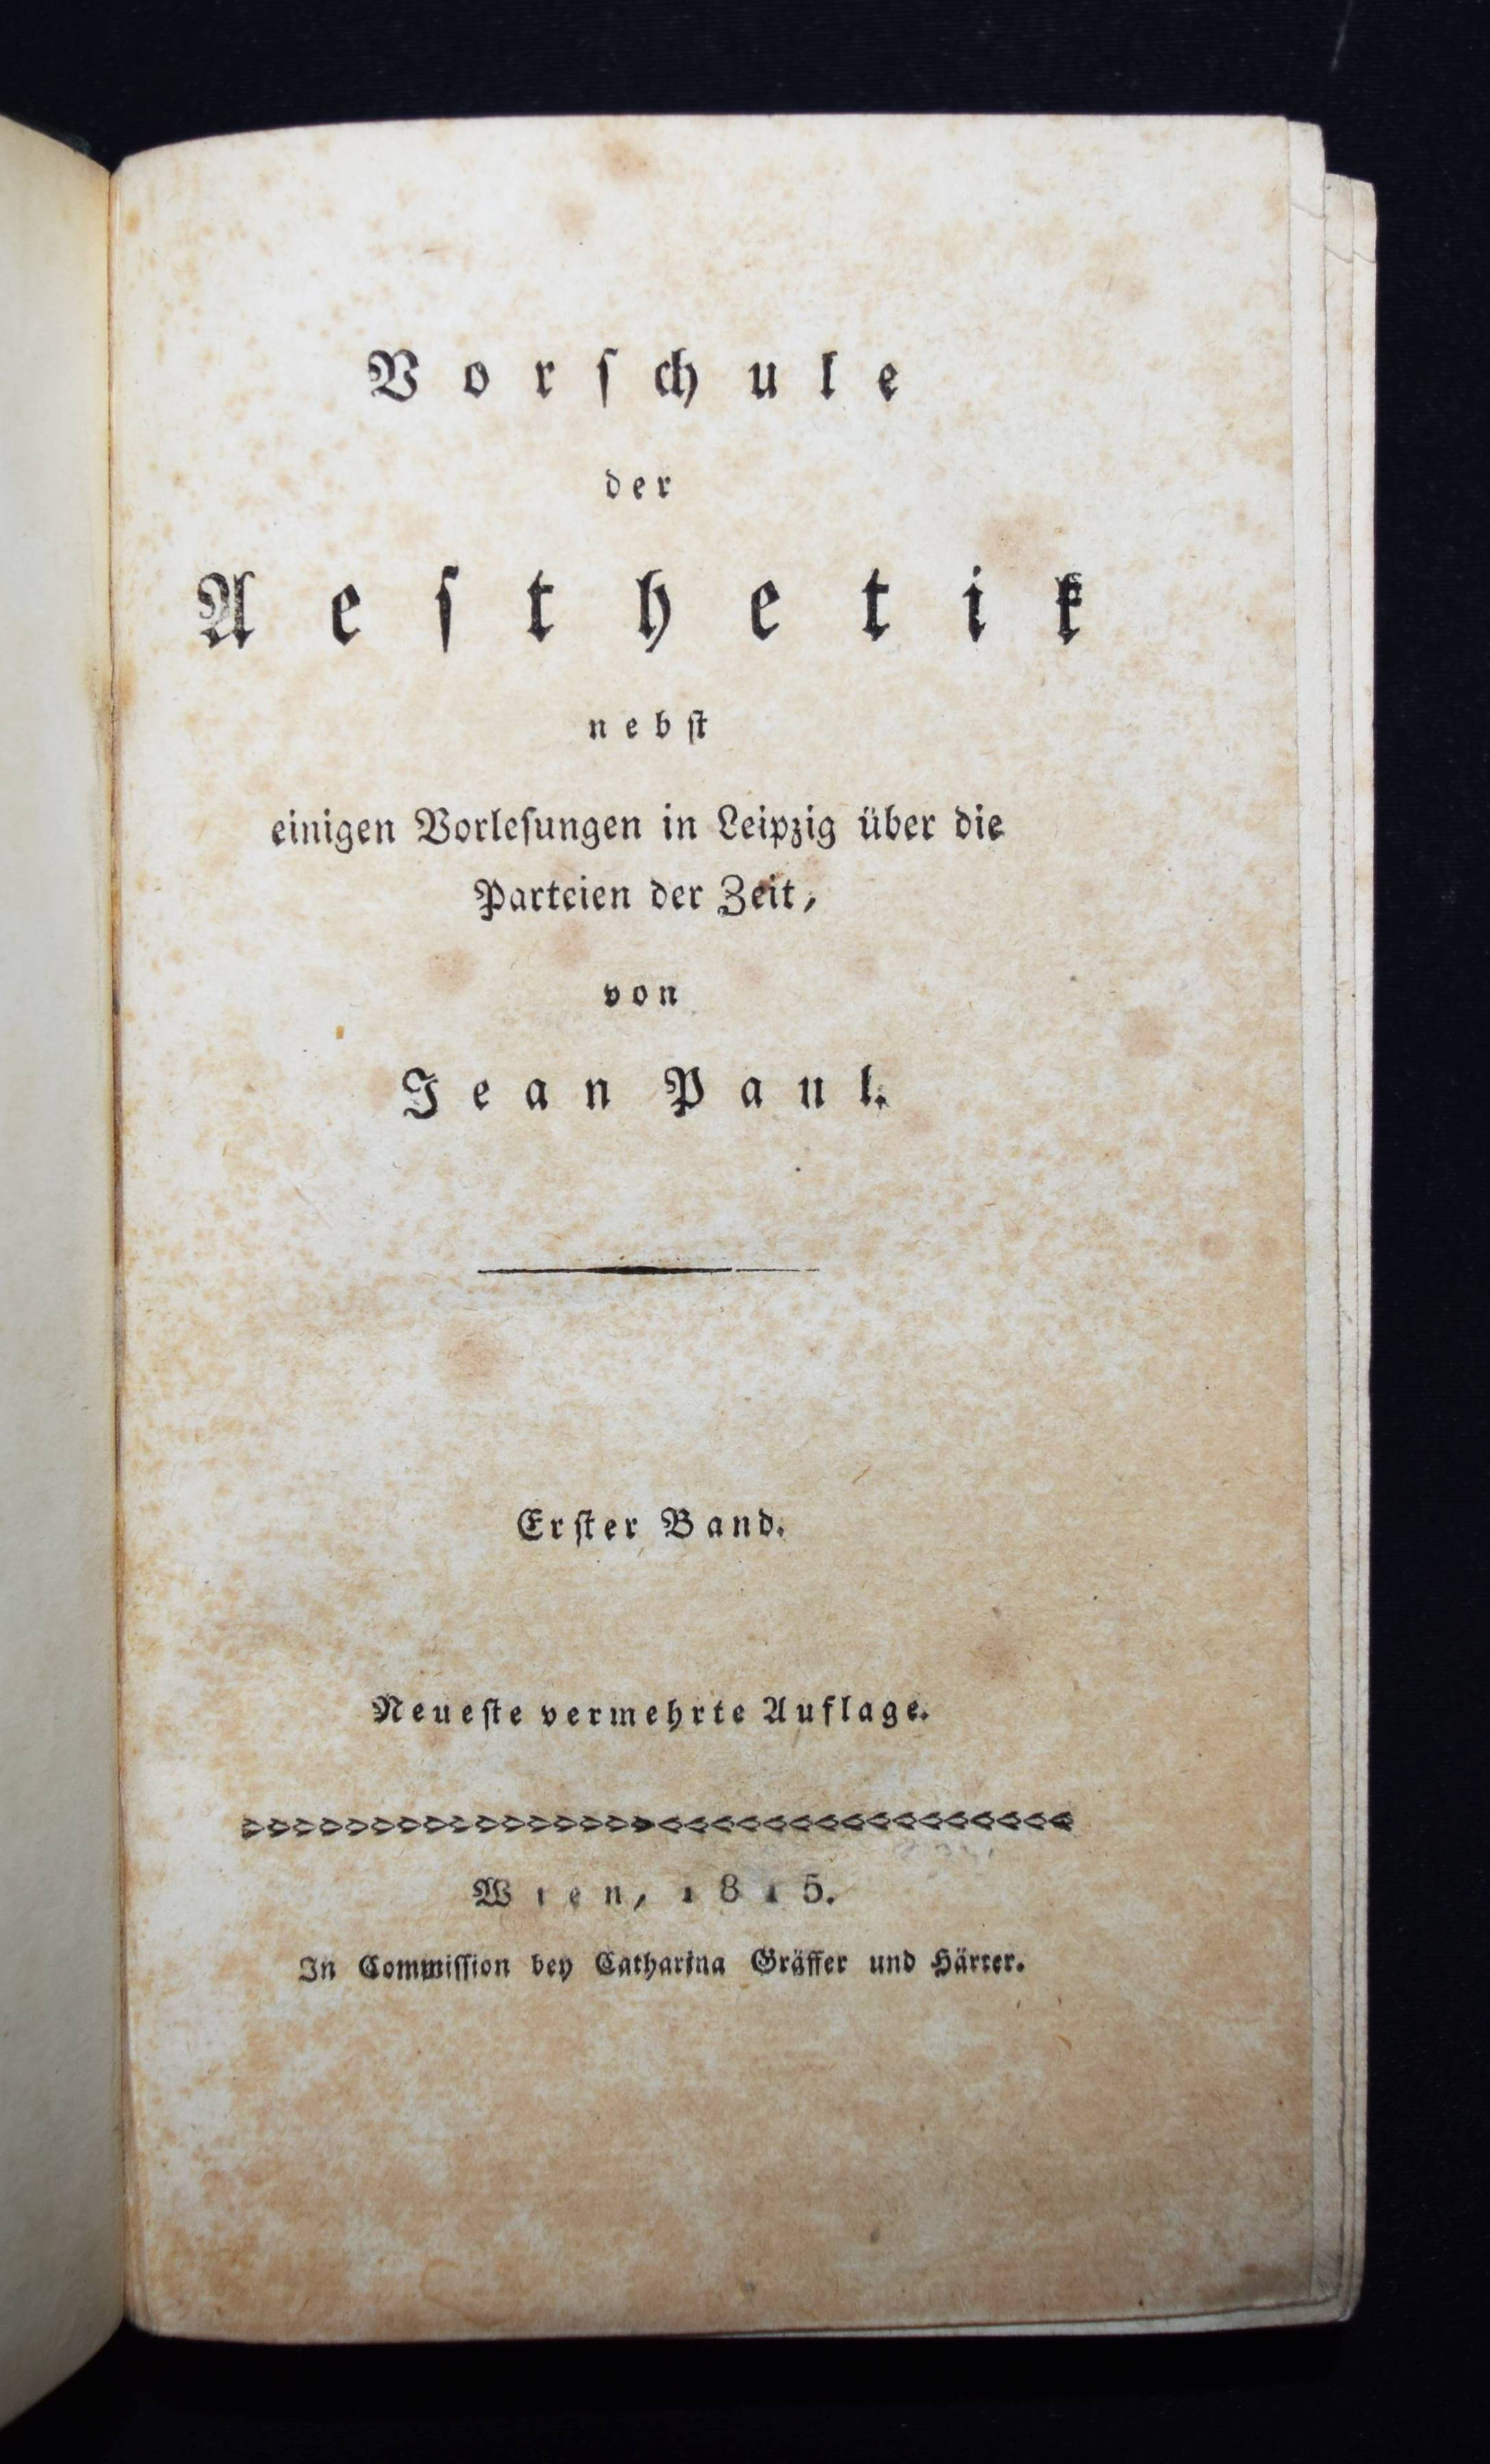 Vorſchule
der
Aeſthetik
nebſt
einigen Vorleſungen in Leipzig über die
Parteien der Zeit,
von
Jean Paul.
Erſter Band.
Neueſte vermehrte Auflage.
Wien, 1815.
In Commiſſion bey Catharina Gräffer und Härter.